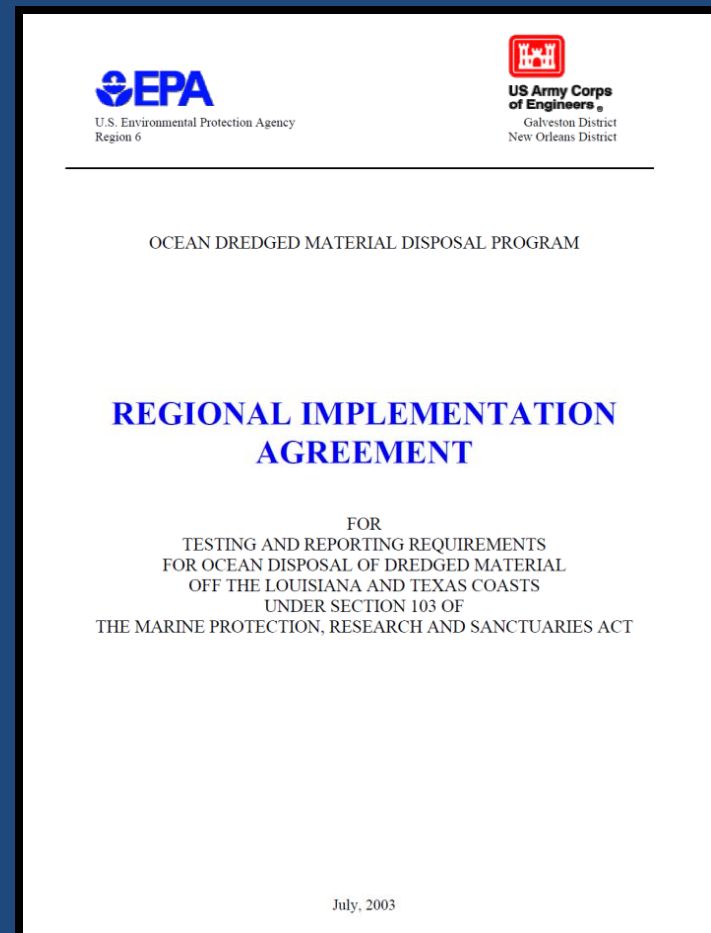 EPA
U.S. Environmental Protection Agency
Region 6
US Army Corps
of Engineers®
Galveston District
New Orleans District
OCEAN DREDGED MATERIAL DISPOSAL PROGRAM
REGIONAL IMPLEMENTATION
AGREEMENT
FOR
TESTING AND REPORTING REQUIREMENTS
FOR OCEAN DISPOSAL OF DREDGED MATERIAL
OFF THE LOUISIANA AND TEXAS COASTS
UNDER SECTION 103 OF
THE MARINE PROTECTION, RESEARCH AND SANCTUARIES ACT
July, 2003